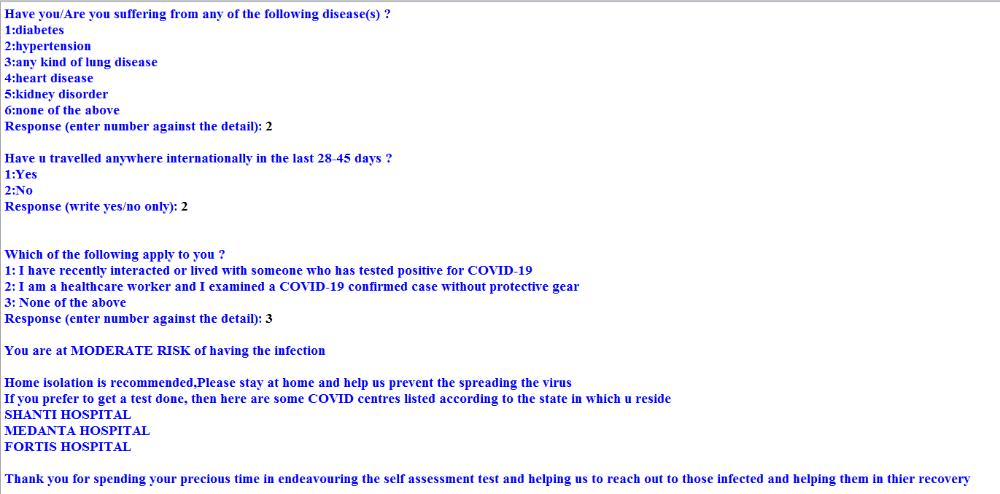 Have you/Are you suffering from any of the following disease(s) ?
1:diabetes
2:hypertension
3:any kind of lung disease
4:heart disease
5:kidney disorder
6:none of the above
Response (enter number against the detail): 2
Have u travelled anywhere internationally in the last 28-45 days ?
1:Yes
2:No
Response (write yes/no only): 2
Which of the following apply to you ?
1: I have recently interacted or lived with someone who has tested positive for COVID-19
2: I am a healthcare worker and I examined a COVID-19 confirmed case without protective gear
3: None of the above
Response (enter number against the detail): 3
You are at MODERATE RISK of having the infection
Home isolation is recommended,Please stay at home and help us prevent the spreading the virus
If you prefer to get a test done, then here are some COVID centres listed according to the state in which u reside
SHANTI HOSPITAL
MEDANTA HOSPITAL
FORTIS HOSPITAL
Thank you for spending your precious time in endeavouring the self assessment test and helping us to reach out to those infected and helping them in thier recovery